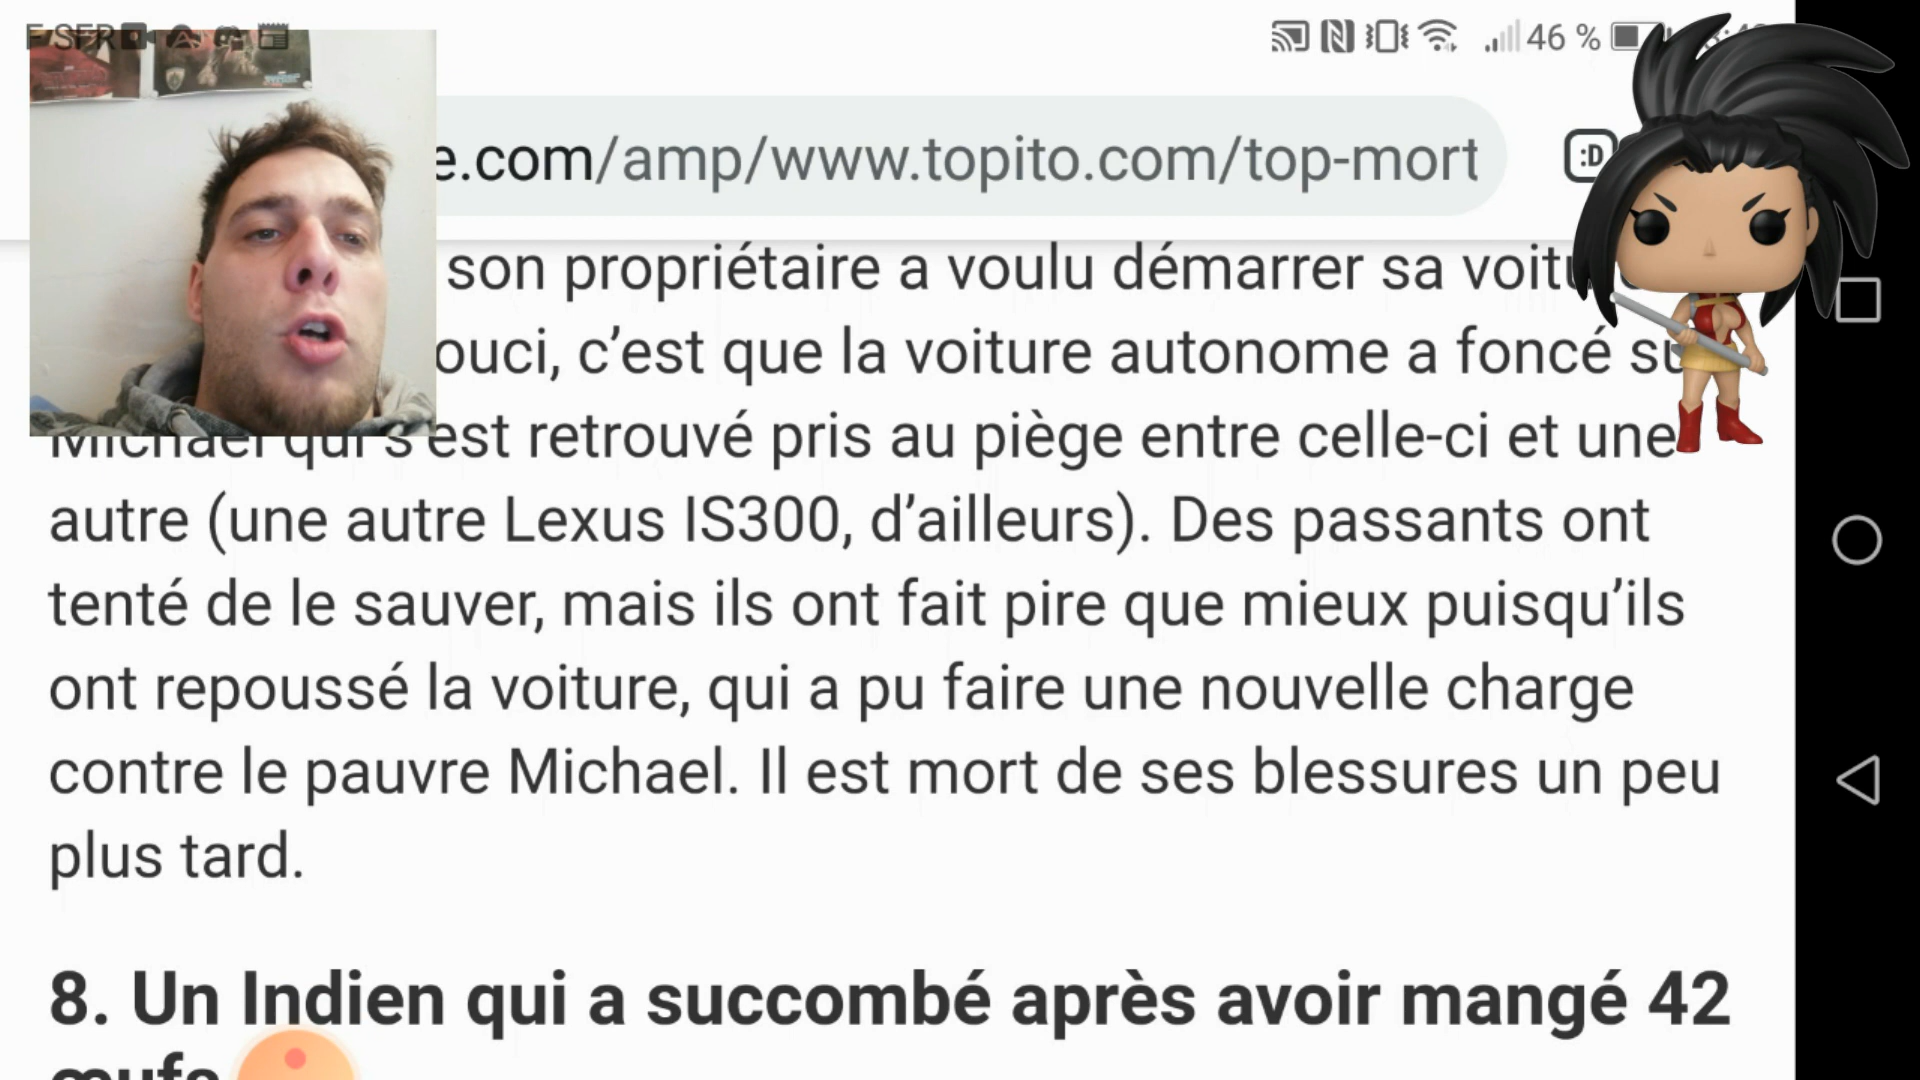 F SFR
46 %
e.com/amp/www.topito.com/top-mort
:D
son propriétaire a voulu démarrer sa
ouci, c’est que la voiture autonome a foncé
Michael qui s’est retrouvé pris au piège entre celle-ci et une
autre (une autre Lexus IS300, d’ailleurs). Des passants ont
tenté de le sauver, mais ils ont fait pire que mieux puisqu’ils
ont repoussé la voiture, qui a pu faire une nouvelle charge
contre le pauvre Michael. Il est mort de ses blessures un peu
plus tard.
8. Un Indien qui a succombé après avoir mangé 42
œufs